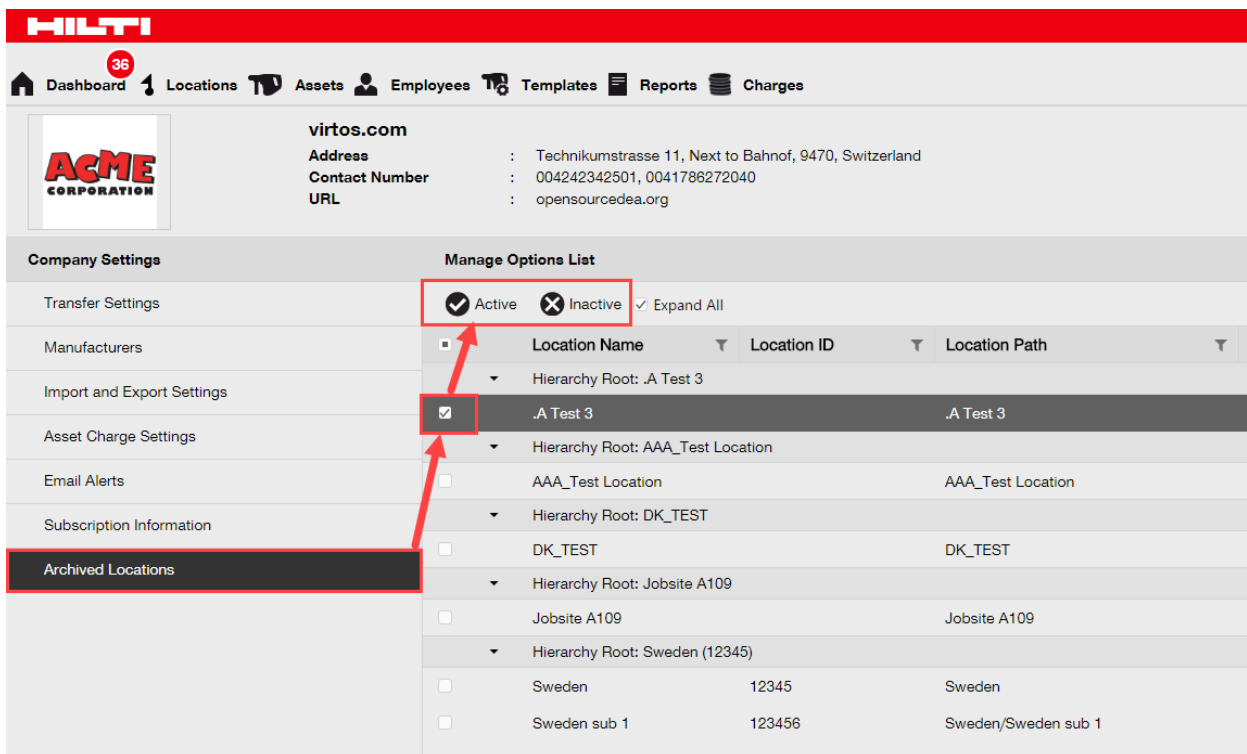 HILTI
36
Dashboard Locations Assets Employees Templates Reports Charges
ACME
CORPORATION
virtos.com
Address : Technikumstrasse 11, Next to Bahnof, 9470, Switzerland
Contact Number : 004242342501, 0041786272040
URL : opensourcedea.org
Company Settings
Transfer Settings
Manufacturers
Import and Export Settings
Asset Charge Settings
Email Alerts
Subscription Information
Archived Locations
Manage Options List
Active Inactive Expand All
Location Name Location ID Location Path
Hierarchy Root: .A Test 3
.A Test 3 .A Test 3
Hierarchy Root: AAA_Test Location
AAA_Test Location AAA_Test Location
Hierarchy Root: DK_TEST
DK_TEST DK_TEST
Hierarchy Root: Jobsite A109
Jobsite A109 Jobsite A109
Hierarchy Root: Sweden (12345)
Sweden 12345 Sweden
Sweden sub 1 123456 Sweden/Sweden sub 1